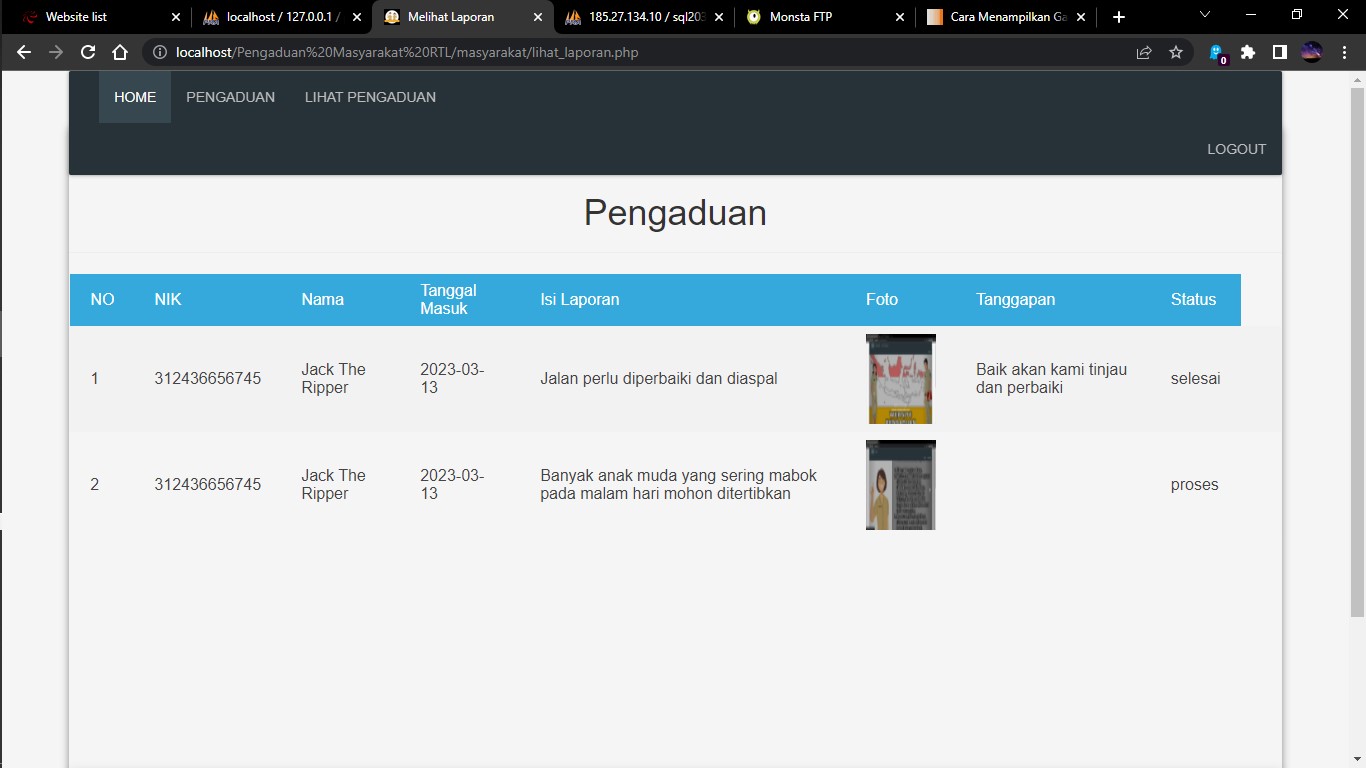 Website list
localhost / 127.0.0.1 /
Melihat Laporan
185.27.134.10 / sql203
Monsta FTP
Cara Menampilkan Ga
localhost/Pengaduan%20Masyarakat%20RTL/masyarakat/lihat_laporan.php
0
HOME PENGADUAN LIHAT PENGADUAN
LOGOUT
Pengaduan
NO NIK Nama Tanggal Masuk Isi Laporan Foto Tanggapan Status
1 312436656745 Jack The Ripper 2023-03-13 Jalan perlu diperbaiki dan diaspal Baik akan kami tinjau dan perbaiki selesai
2 312436656745 Jack The Ripper 2023-03-13 Banyak anak muda yang sering mabok pada malam hari mohon ditertibkan proses